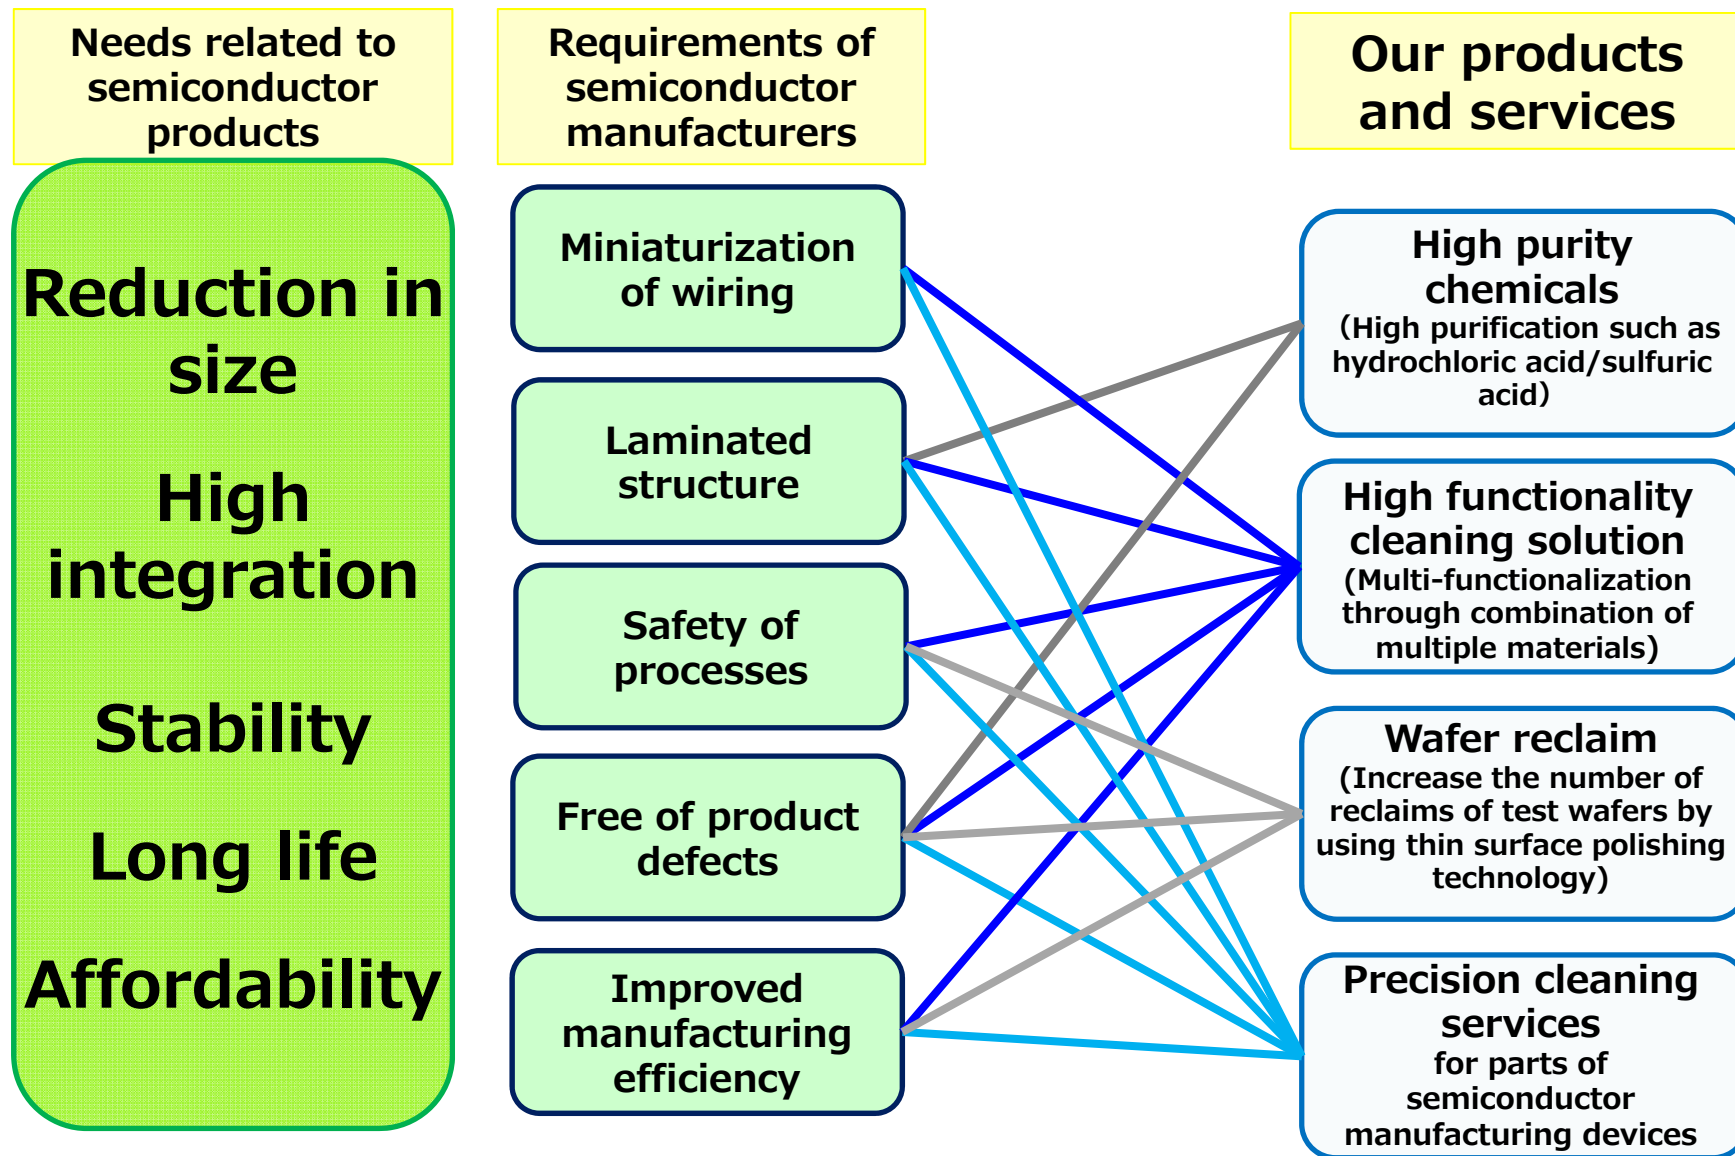 Needs related to
semiconductor
products
Requirements of
semiconductor
manufacturers
Our products
and services
Reduction in
size
High
integration
Stability
Long life
Affordability
Miniaturization
of wiring
Laminated
structure
Safety of
processes
Free of product
defects
Improved
manufacturing
efficiency
High purity
chemicals
（High purification such as
hydrochloric acid/sulfuric
acid）
High functionality
cleaning solution
(Multi-functionalization
through combination of
multiple materials)
Wafer reclaim
(Increase the number of
reclaims of test wafers by
using thin surface polishing
technology)
Precision cleaning
services
for parts of
semiconductor
manufacturing devices